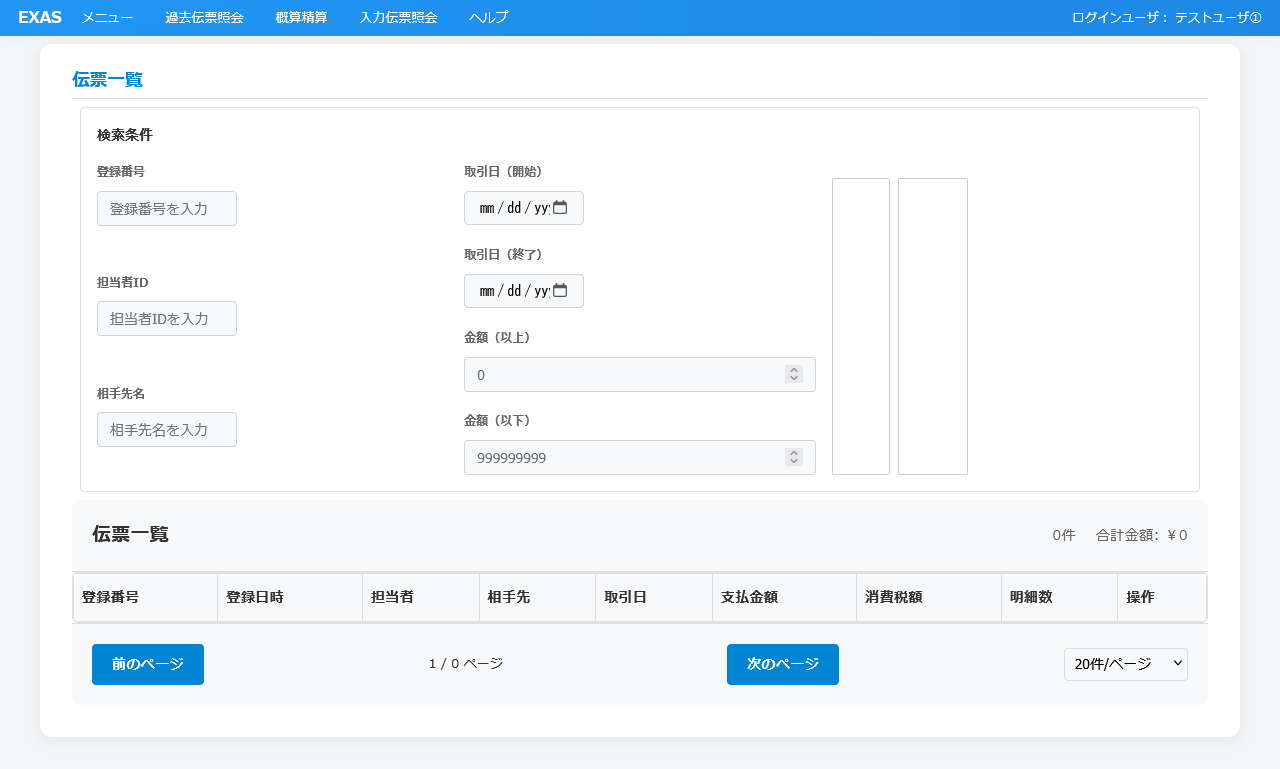 EXAS メニュー 過去伝票照会 概算精算 入力伝票照会 ヘルプ ログインユーザ： テストユーザ①
伝票一覧
検索条件
登録番号
登録番号を入力
担当者ID
担当者IDを入力
相手先名
相手先名を入力
取引日（開始）
mm / dd / yy
取引日（終了）
mm / dd / yy
金額（以上）
0
金額（以下）
999999999
伝票一覧 0件 合計金額: ￥0
登録番号 登録日時 担当者 相手先 取引日 支払金額 消費税額 明細数 操作
前のページ 1 / 0 ページ 次のページ 20件/ページ